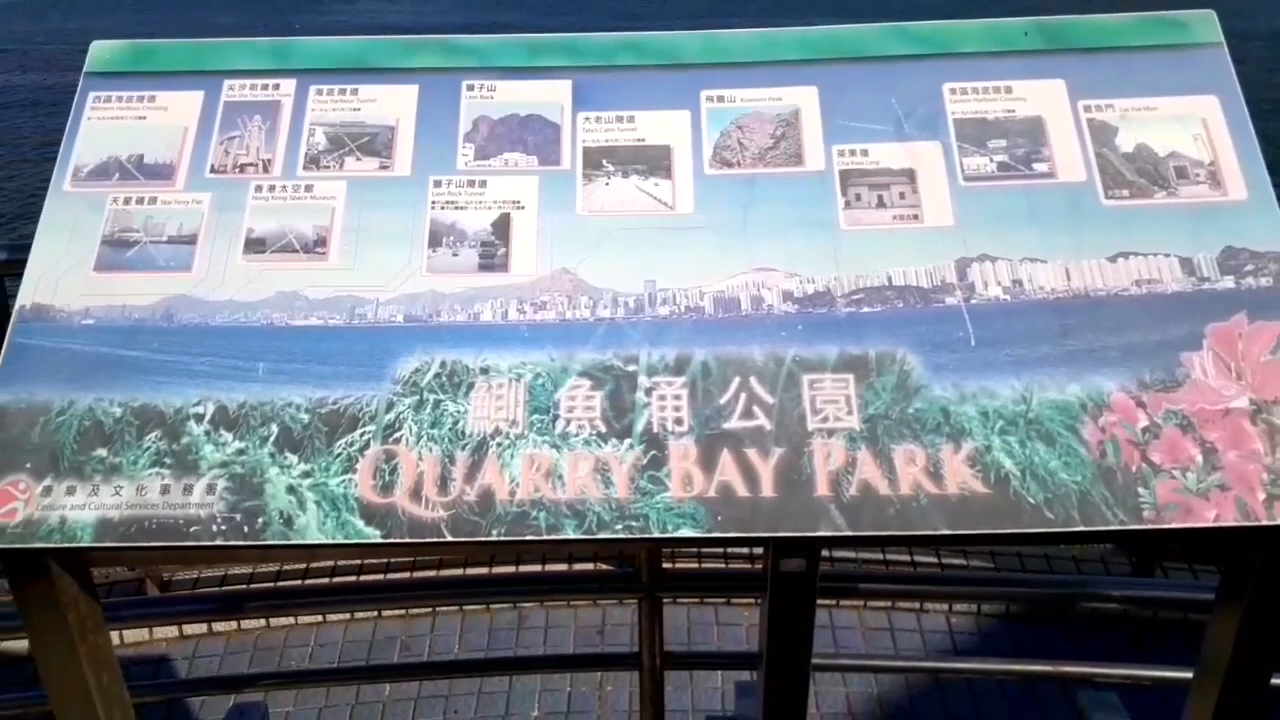 西區海底隧道
Western Harbour Crossing
尖沙咀鐘樓
Tsim Sha Tsui Clock Tower
海底隧道
Cross Harbour Tunnel
獅子山
Lion Rock
大老山隧道
Tate's Cairn Tunnel
飛鵝山 Kowloon Peak
茶果嶺
Cha Kwo Ling
天后古廟
東區海底隧道
Eastern Harbour Crossing
鯉魚門 Lei Yue Mun
天星碼頭 Star Ferry Pier
香港太空館
Hong Kong Space Museum
獅子山隧道
Lion Rock Tunnel
鰂魚涌公園
QUARRY BAY PARK
康樂及文化事務署
Leisure and Cultural Services Department